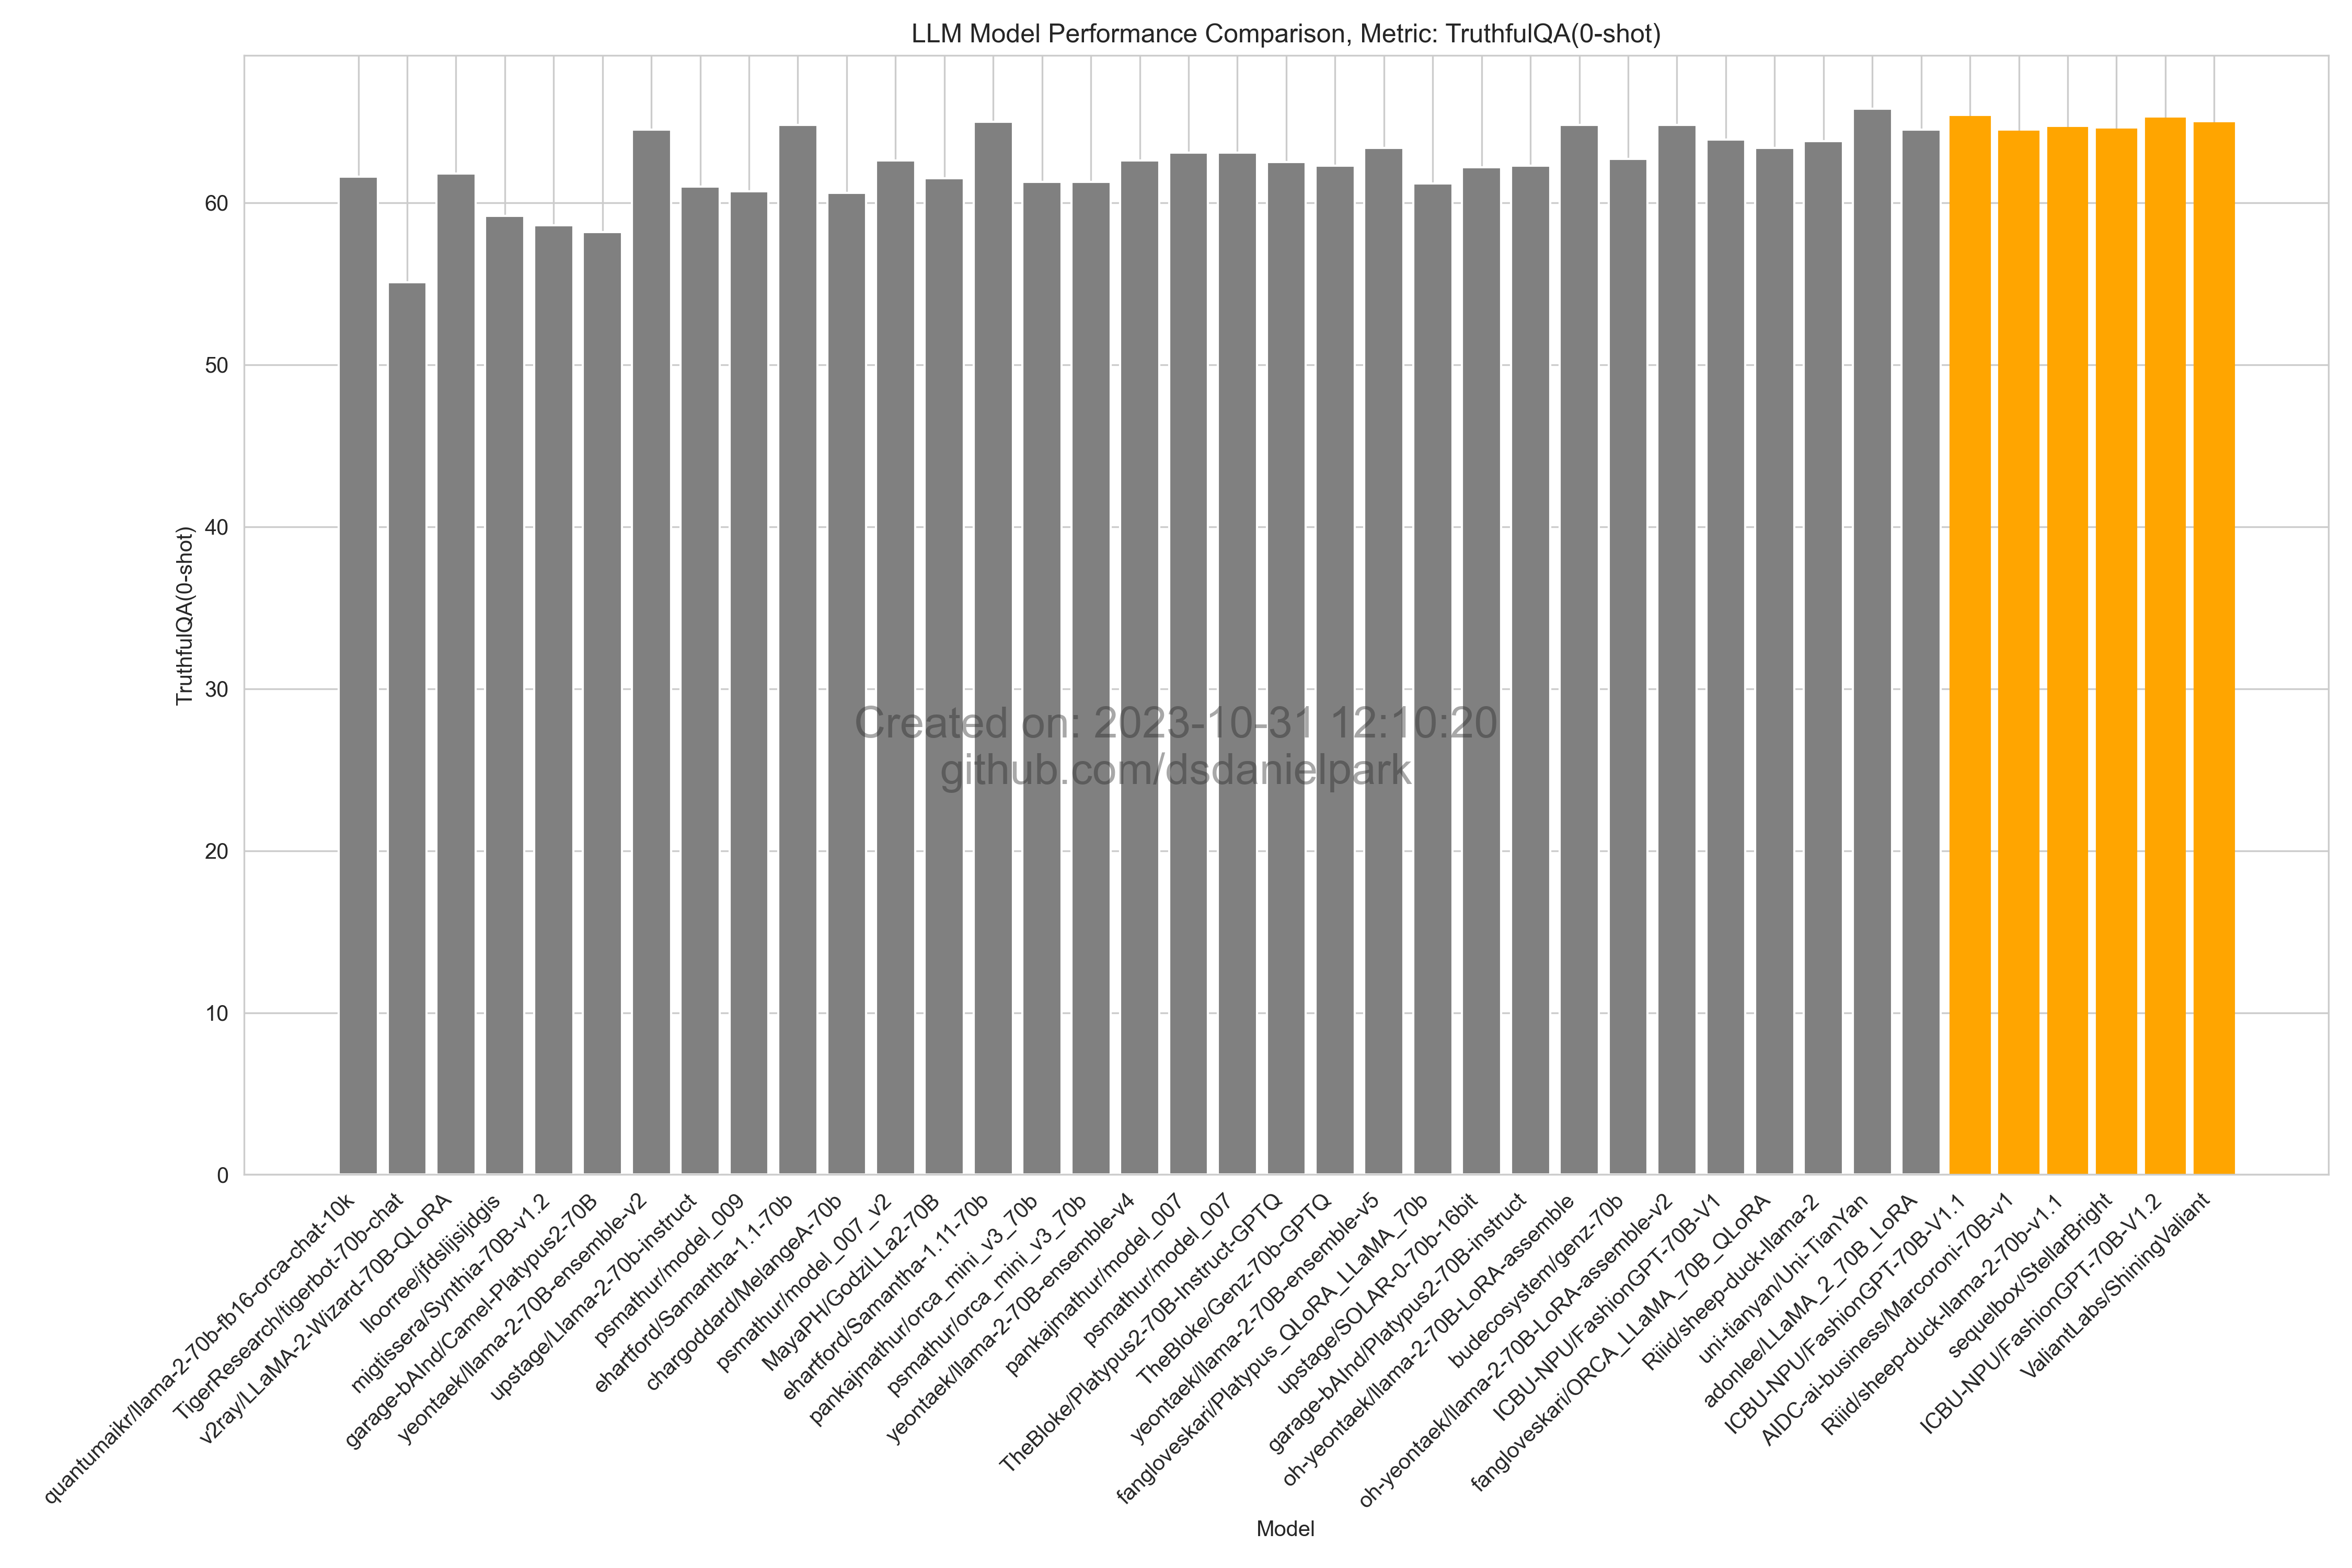 LLM Model Performance Comparison, Metric: TruthfulQA(0-shot)
TruthfulQA(0-shot)
60
50
40
30
20
10
0
Created on: 2023-10-31 12:10:20
github.com/dsdanielpark
quantumaikr/llama-2-70b-fb16-orca-chat-10k
TigerResearch/tigerbot-70b-chat
v2ray/LLaMA-2-Wizard-70B-QLoRA
lloorree/jfdslijsijdgis
migtissera/Synthia-70B-v1.2
garage-bAInd/Camel-Platypus2-70B
yeontaek/llama-2-70B-ensemble-v2
upstage/Llama-2-70b-instruct
psmathur/model_009
ehartford/Samantha-1.1-70b
chargoddard/MelangeA-70b
psmathur/model_007_v2
MayaPH/GodziLLa2-70B
ehartford/Samantha-1.11-70b
pankajmathur/orca_mini_v3_70b
psmathur/orca_mini_v3_70b
yeontaek/llama-2-70B-ensemble-v4
pankajmathur/model_007
psmathur/model_007
TheBloke/Platypus2-70B-Instruct-GPTQ
TheBloke/Genz-70b-GPTQ
yeontaek/llama-2-70B-ensemble-v5
fangloveskari/Platypus_QLoRA_LLaMA_70b
upstage/SOLAR-0-70b-16bit
garage-bAInd/Platypus2-70B-instruct
oh-yeontaek/llama-2-70B-LoRA-assemble
budecosystem/genz-70b
oh-yeontaek/llama-2-70B-LoRA-assemble-v2
ICBU-NPU/FashionGPT-70B-V1
fangloveskari/ORCA_LLaMA_70B_QLoRA
Riiid/sheep-duck-llama-2
uni-tianyan/Uni-TianYan
adonlee/LLaMA_2_70B_LoRA
ICBU-NPU/FashionGPT-70B-V1.1
AIDC-ai-business/Marcoroni-70B-v1
Riiid/sheep-duck-llama-2-70b-v1.1
sequelbox/StellarBright
ICBU-NPU/FashionGPT-70B-V1.2
ValiantLabs/ShiningValiant
Model